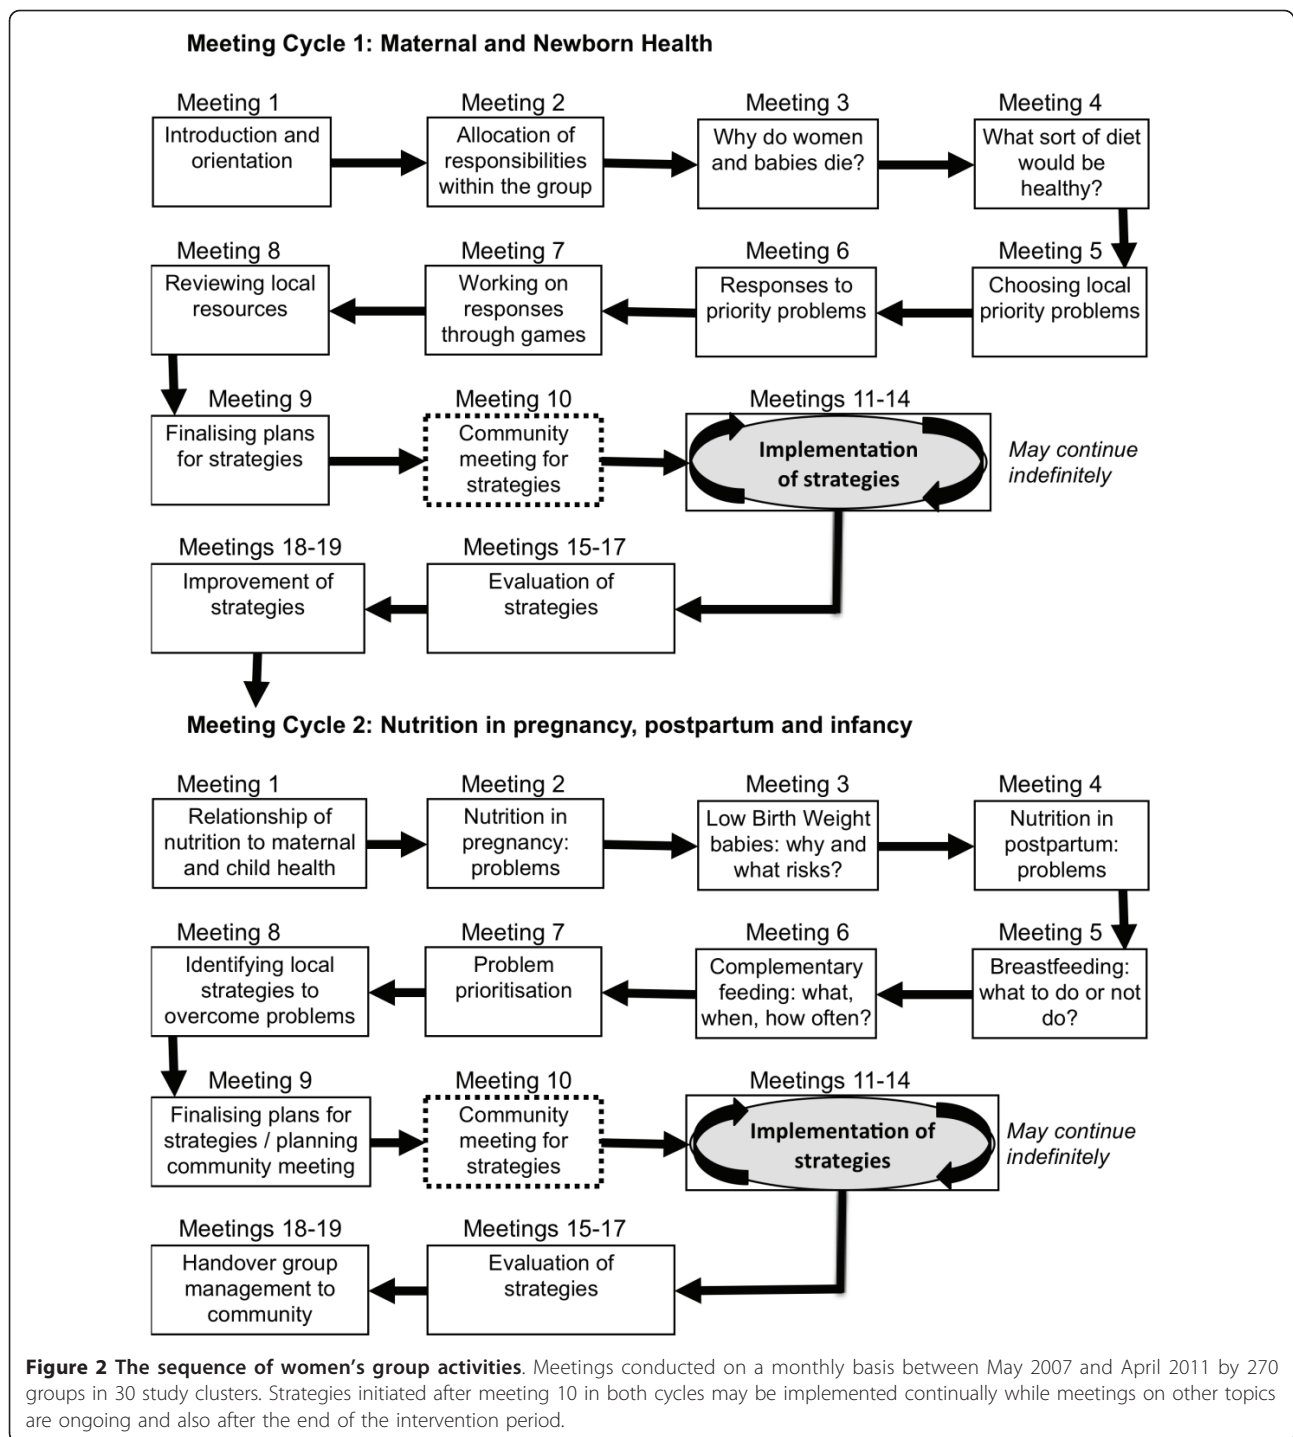 Meeting Cycle 1: Maternal and Newborn Health
Meeting 1
Introduction and
orientation
Meeting 2
Allocation of
responsibilities
within the group
Meeting 3
Why do women
and babies die?
Meeting 4
What sort of diet
would be
healthy?
Meeting 5
Choosing local
priority problems
Meeting 6
Responses to
priority problems
Meeting 7
Working on
responses
through games
Meeting 8
Reviewing local
resources
Meeting 9
Finalising plans
for strategies
Meeting 10
Community
meeting for
strategies
Meetings 11-14
Implementation
of strategies
May continue
indefinitely
Meetings 15-17
Evaluation of
strategies
Meetings 18-19
Improvement of
strategies
Meeting Cycle 2: Nutrition in pregnancy, postpartum and infancy
Meeting 1
Relationship of
nutrition to maternal
and child health
Meeting 2
Nutrition in
pregnancy:
problems
Meeting 3
Low Birth Weight
babies: why and
what risks?
Meeting 4
Nutrition in
postpartum:
problems
Meeting 5
Breastfeeding:
what to do or not
do?
Meeting 6
Complementary
feeding: what,
when, how often?
Meeting 7
Problem
prioritisation
Meeting 8
Identifying local
strategies to
overcome problems
Meeting 9
Finalising plans for
strategies / planning
community meeting
Meeting 10
Community
meeting for
strategies
Meetings 11-14
Implementation of
strategies
May continue
indefinitely
Meetings 15-17
Evaluation of
strategies
Meetings 18-19
Handover group
management to
community
Figure 2 The sequence of women's group activities. Meetings conducted on a monthly basis between May 2007 and April 2011 by 270
groups in 30 study clusters. Strategies initiated after meeting 10 in both cycles may be implemented continually while meetings on other topics
are ongoing and also after the end of the intervention period.